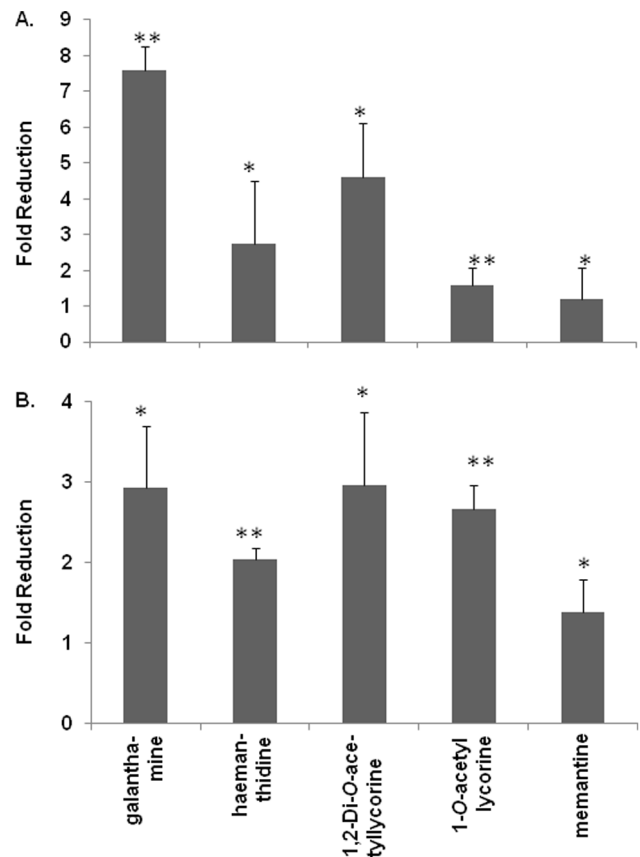 A.
Fold Reduction
9
8
7
6
5
4
3
2
1
0
**
*
*
**
*
B.
Fold Reduction
4
3
2
1
0
*
**
*
**
*
galantha-
mine
haeman-
thidine
1,2-Di-O-ace-
tyllycorine
1-O-acetyl
lycorine
memantine